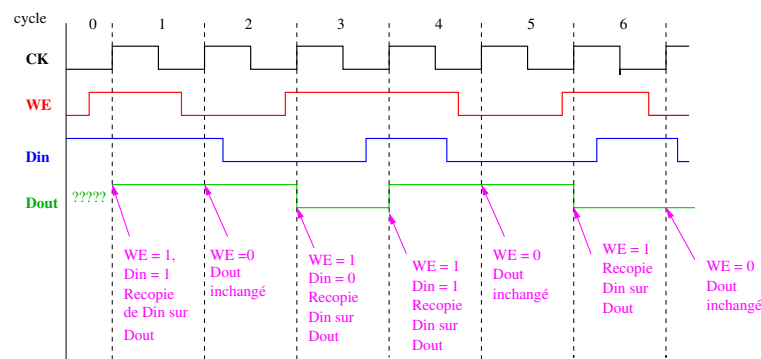 cycle
0 1 2 3 4 5 6
CK
WE
Din
Dout
?????
WE = 1,
Din = 1
Recopie
de Din sur
Dout
WE =0
Dout
inchangé
WE = 1
Din = 0
Recopie
Din sur
Dout
WE = 1
Din = 1
Recopie
Din sur
Dout
WE = 0
Dout
inchangé
WE = 1
Recopie
Din sur
Dout
WE = 0
Dout
inchangé